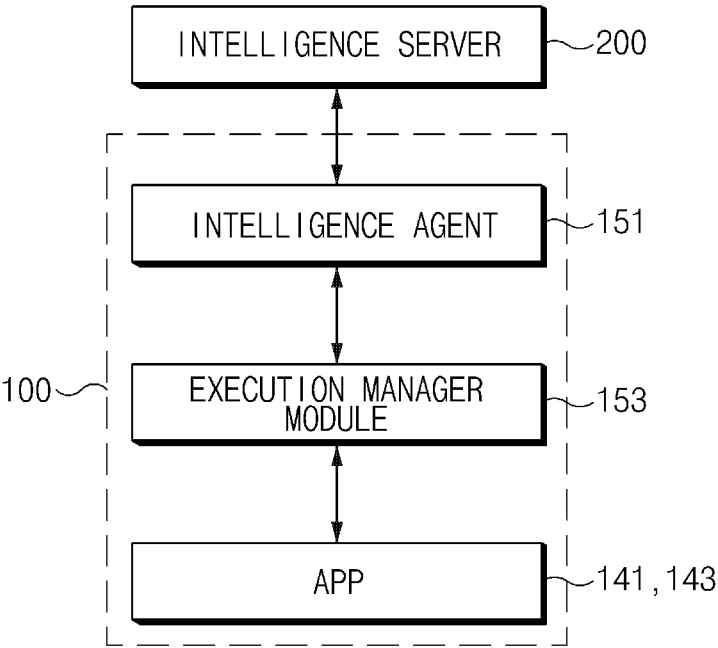 INTELLIGENCE SERVER
200
INTELLIGENCE AGENT
151
100
EXECUTION MANAGER
MODULE
153
APP
141,143